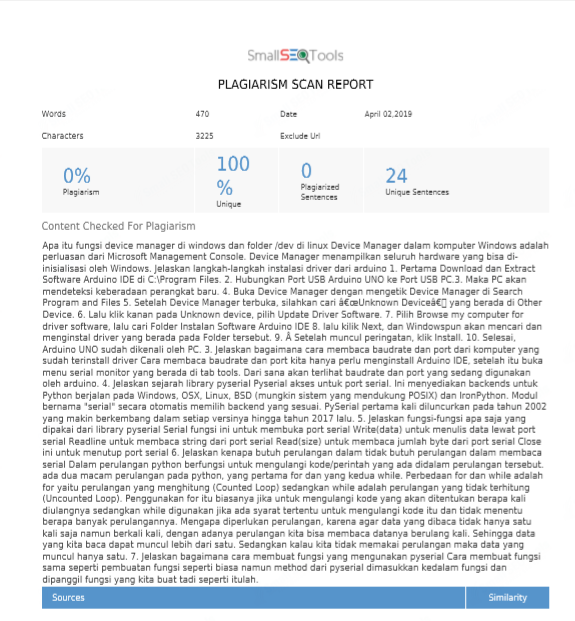 SmallSEOTools
PLAGIARISM SCAN REPORT
Words 470 Date April 02,2019
Characters 3225 Exclude Url
0% Plagiarism
100% Unique
0 Plagiarized Sentences
24 Unique Sentences
Content Checked For Plagiarism
Apa itu fungsi device manager di windows dan folder /dev di linux Device Manager dalam komputer Windows adalah
perluasan dari Microsoft Management Console. Device Manager menampilkan seluruh hardware yang bisa di-
inisialisasi oleh Windows. Jelaskan langkah-langkah instalasi driver dari arduino 1. Pertama Download dan Extract
Software Arduino IDE di C:\Program Files. 2. Hubungkan Port USB Arduino UNO ke Port USB PC.3. Maka PC akan
mendeteksi keberadaan perangkat baru. 4. Buka Device Manager dengan mengetik Device Manager di Search
Program and Files 5. Setelah Device Manager terbuka, silahkan cari â€œUnknown Deviceâ€ yang berada di Other
Device. 6. Lalu klik kanan pada Unknown device, pilih Update Driver Software. 7. Pilih Browse my computer for
driver software, lalu cari Folder Instalan Software Arduino IDE 8. lalu kilik Next, dan Windowspun akan mencari dan
menginstal driver yang berada pada Folder tersebut. 9. Â Setelah muncul peringatan, klik Install. 10. Selesai,
Arduino UNO sudah dikenali oleh PC. 3. Jelaskan bagaimana cara membaca baudrate dan port dari komputer yang
sudah terinstall driver Cara membaca baudrate dan port kita hanya perlu menginstall Arduino IDE, setelah itu buka
menu serial monitor yang berada di tab tools. Dari sana akan terlihat baudrate dan port yang sedang digunakan
oleh arduino. 4. Jelaskan sejarah library pyserial Pyserial akses untuk port serial. Ini menyediakan backends untuk
Python berjalan pada Windows, OSX, Linux, BSD (mungkin sistem yang mendukung POSIX) dan IronPython. Modul
bernama "serial" secara otomatis memilih backend yang sesuai. PySerial pertama kali diluncurkan pada tahun 2002
yang makin berkembang dalam setiap versinya hingga tahun 2017 lalu. 5. Jelaskan fungsi-fungsi apa saja yang
dipakai dari library pyserial Serial fungsi ini untuk membuka port serial Write(data) untuk menulis data lewat port
serial Readline untuk membaca string dari port serial Read(size) untuk membaca jumlah byte dari port serial Close
ini untuk menutup port serial 6. Jelaskan kenapa butuh perulangan dalam tidak butuh perulangan dalam membaca
serial Dalam perulangan python berfungsi untuk mengulangi kode/perintah yang ada didalam perulangan tersebut.
ada dua macam perulangan pada python, yang pertama for dan yang kedua while. Perbedaan for dan while adalah
for yaitu perulangan yang menghitung (Counted Loop) sedangkan while adalah perulangan yang tidak terhitung
(Uncounted Loop). Penggunakan for itu biasanya jika untuk mengulangi kode yang akan ditentukan berapa kali
diulangnya sedangkan while digunakan jika ada syarat tertentu untuk mengulangi kode itu dan tidak menentu
berapa banyak perulangannya. Mengapa diperlukan perulangan, karena agar data yang dibaca tidak hanya satu
kali saja namun berkali kali, dengan adanya perulangan kita bisa membaca datanya berulang kali. Sehingga data
yang kita baca dapat muncul lebih dari satu. Sedangkan kalau kita tidak memakai perulangan maka data yang
muncul hanya satu. 7. Jelaskan bagaimana cara membuat fungsi yang mengunakan pyserial Cara membuat fungsi
sama seperti pembuatan fungsi seperti biasa namun method dari pyserial dimasukkan kedalam fungsi dan
dipanggil fungsi yang kita buat tadi seperti itulah.
Sources Similarity